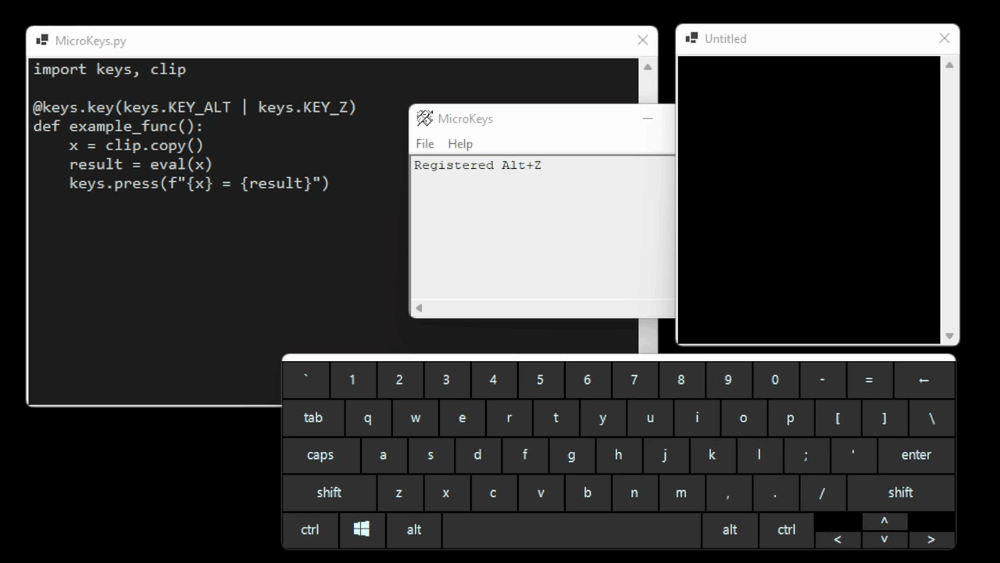 MicroKeys.py
import keys, clip
@keys.key(keys.KEY_ALT | keys.KEY_Z)
def example_func():
    x = clip.copy()
    result = eval(x)
    keys.press(f"{x} = {result}")
MicroKeys
File Help
Registered Alt+Z
Untitled
` 1 2 3 4 5 6 7 8 9 0 - = ←
tab q w e r t y u i o p [ ] \
caps a s d f g h j k l ; ' enter
shift z x c v b n m , . / shift
ctrl alt alt ctrl < ^ v >